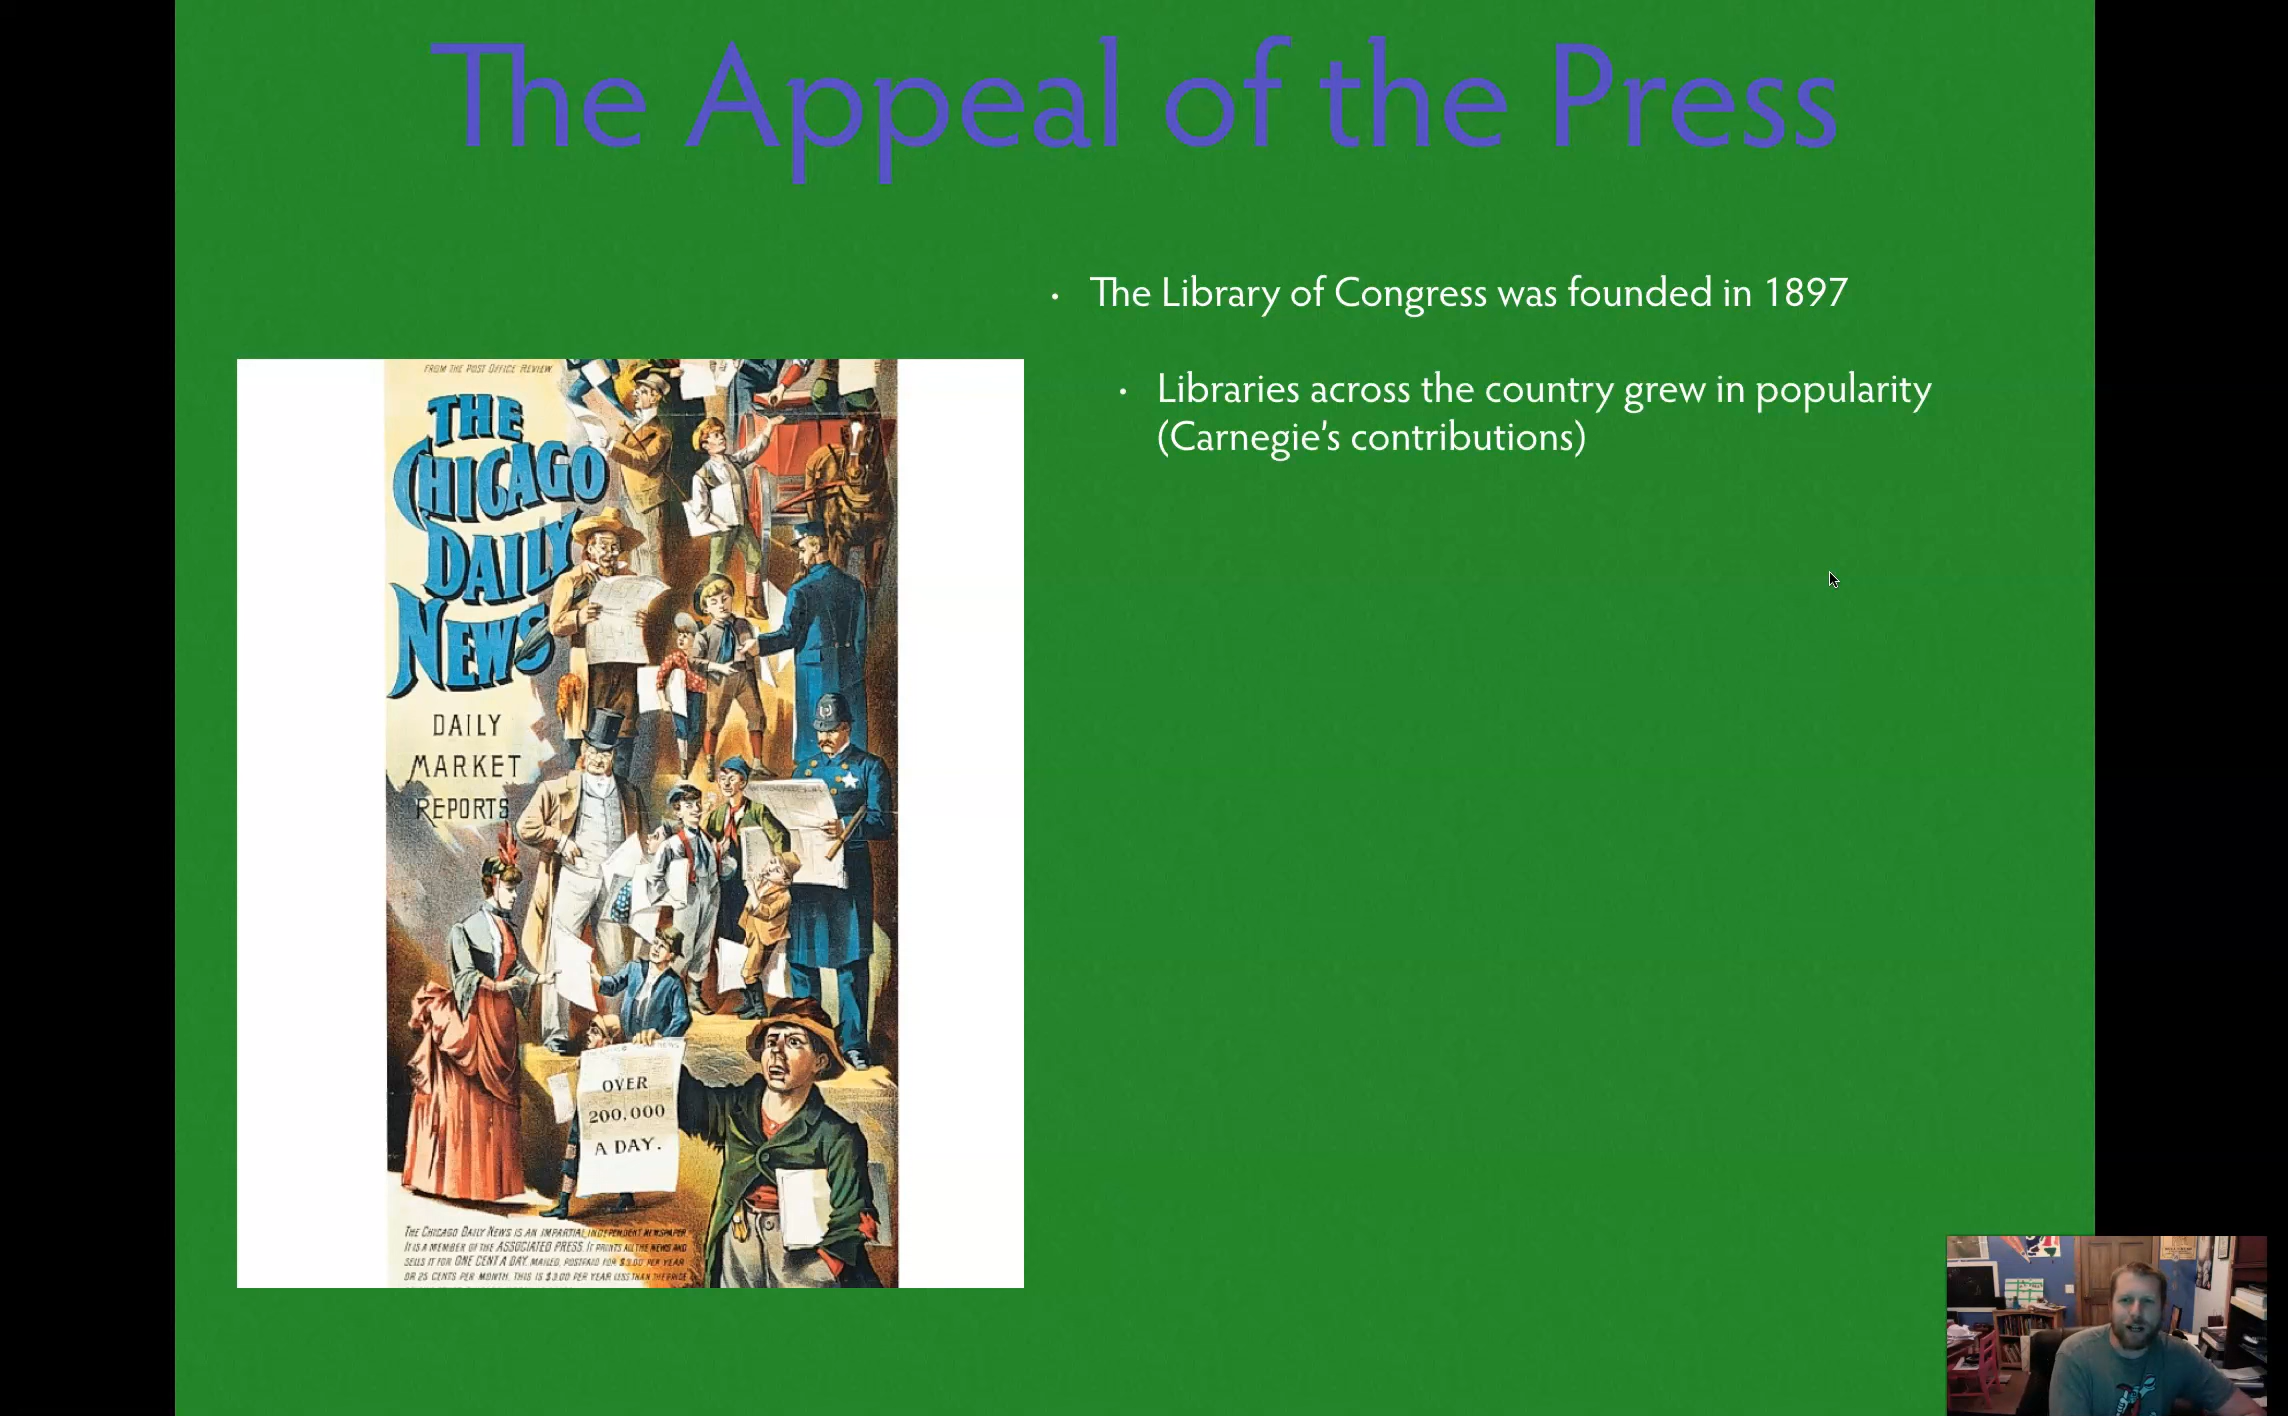 The Appeal of the Press
The Library of Congress was founded in 1897
Libraries across the country grew in popularity
(Carnegie's contributions)
FROM THE POST OFFICE REVIEW
THE
CHICAGO
DAILY
NEWS
DAILY
MARKET
REPORTS
OVER
200,000
A DAY.
THE CHICAGO DAILY NEWS IS AN IMPARTIAL INDEPENDENT NEWSPAPER
IT IS A MEMBER OF THE ASSOCIATED PRESS. IT PRINTS ALL THE NEWS AND
SELLS IT FOR ONE CENT A DAY. MAILED, POSTPAID FOR $3.00 PER YEAR
OR 25 CENTS PER MONTH. THIS IS $3.00 PER YEAR LESS THAN THE PRICE